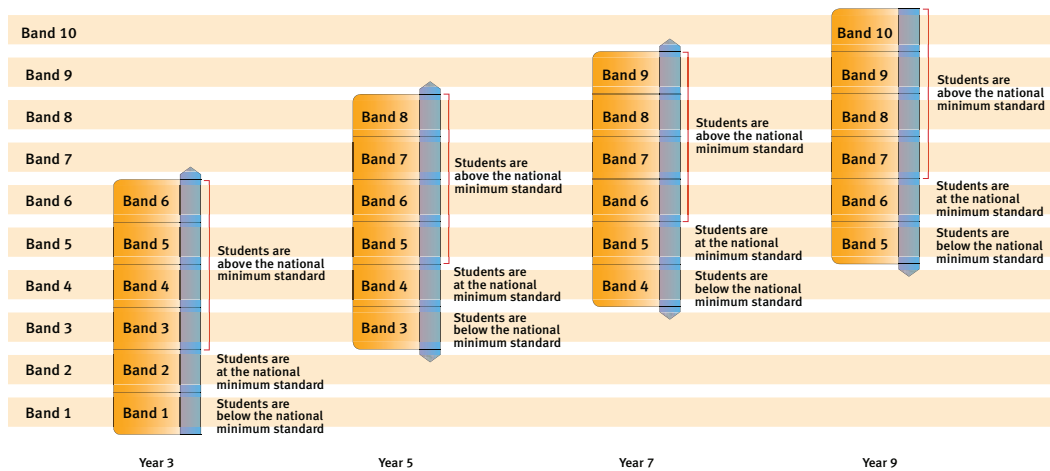 Band 10
Band 9
Band 8
Band 7
Band 6
Band 5
Band 4
Band 3
Band 2
Band 1
Band 6
Band 5
Band 4
Band 3
Band 2
Band 1
Students are
above the national
minimum standard
Students are
at the national
minimum standard
Students are
below the national
minimum standard
Year 3
Band 8
Band 7
Band 6
Band 5
Band 4
Band 3
Students are
above the national
minimum standard
Students are
at the national
minimum standard
Students are
below the national
minimum standard
Year 5
Band 9
Band 8
Band 7
Band 6
Band 5
Band 4
Students are
above the national
minimum standard
Students are
at the national
minimum standard
Students are
below the national
minimum standard
Year 7
Band 10
Band 9
Band 8
Band 7
Band 6
Band 5
Students are
above the national
minimum standard
Students are
at the national
minimum standard
Students are
below the national
minimum standard
Year 9